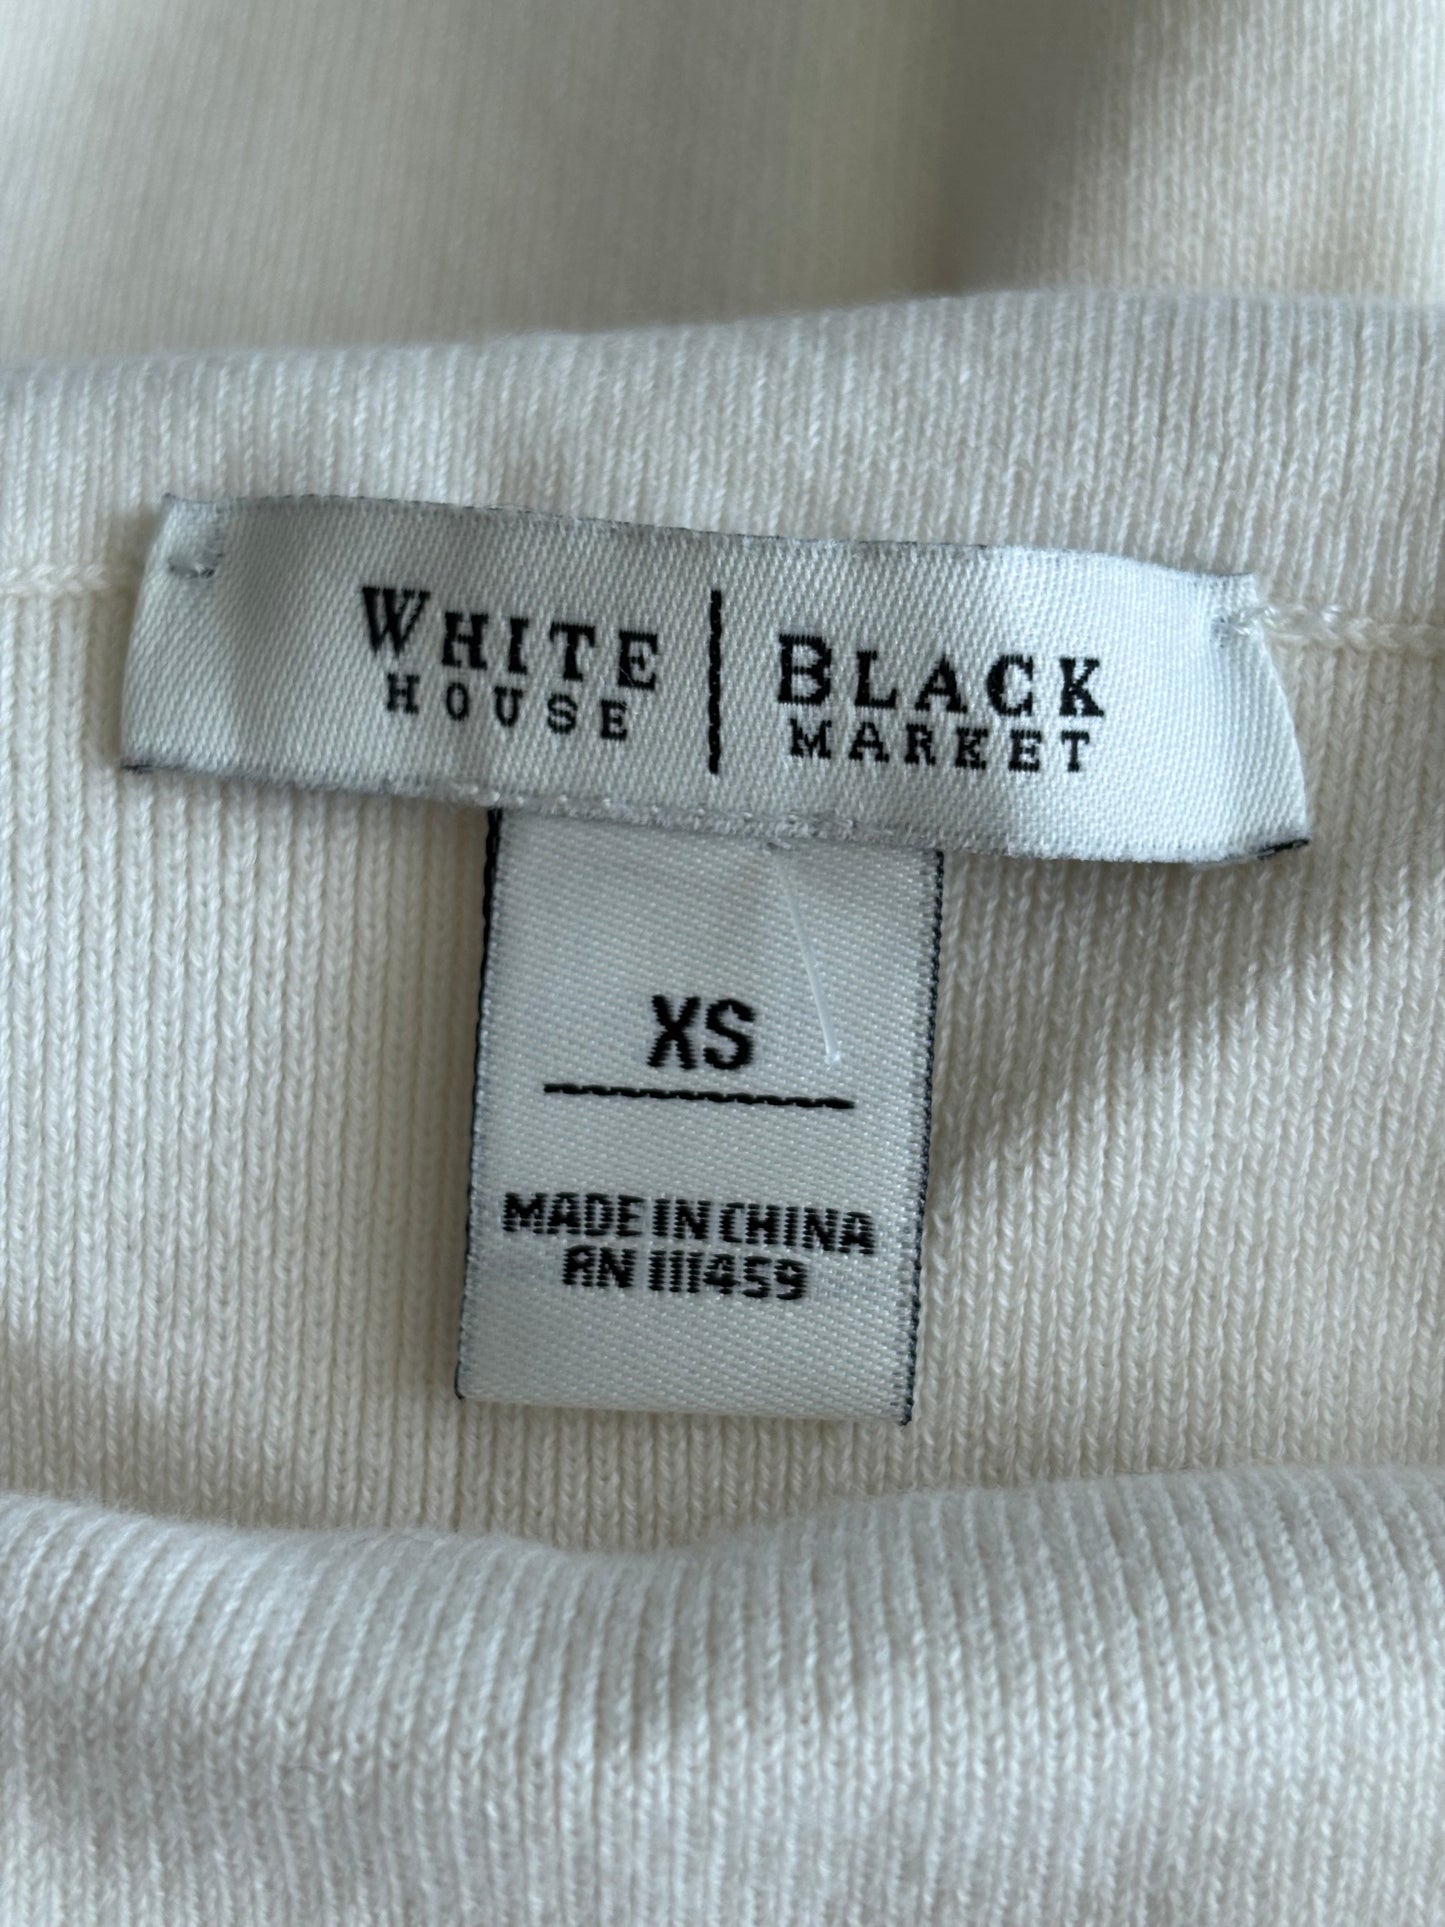 WHITE | BLACK
HOUSE | MARKET
XS
MADE IN CHINA
RN 111459